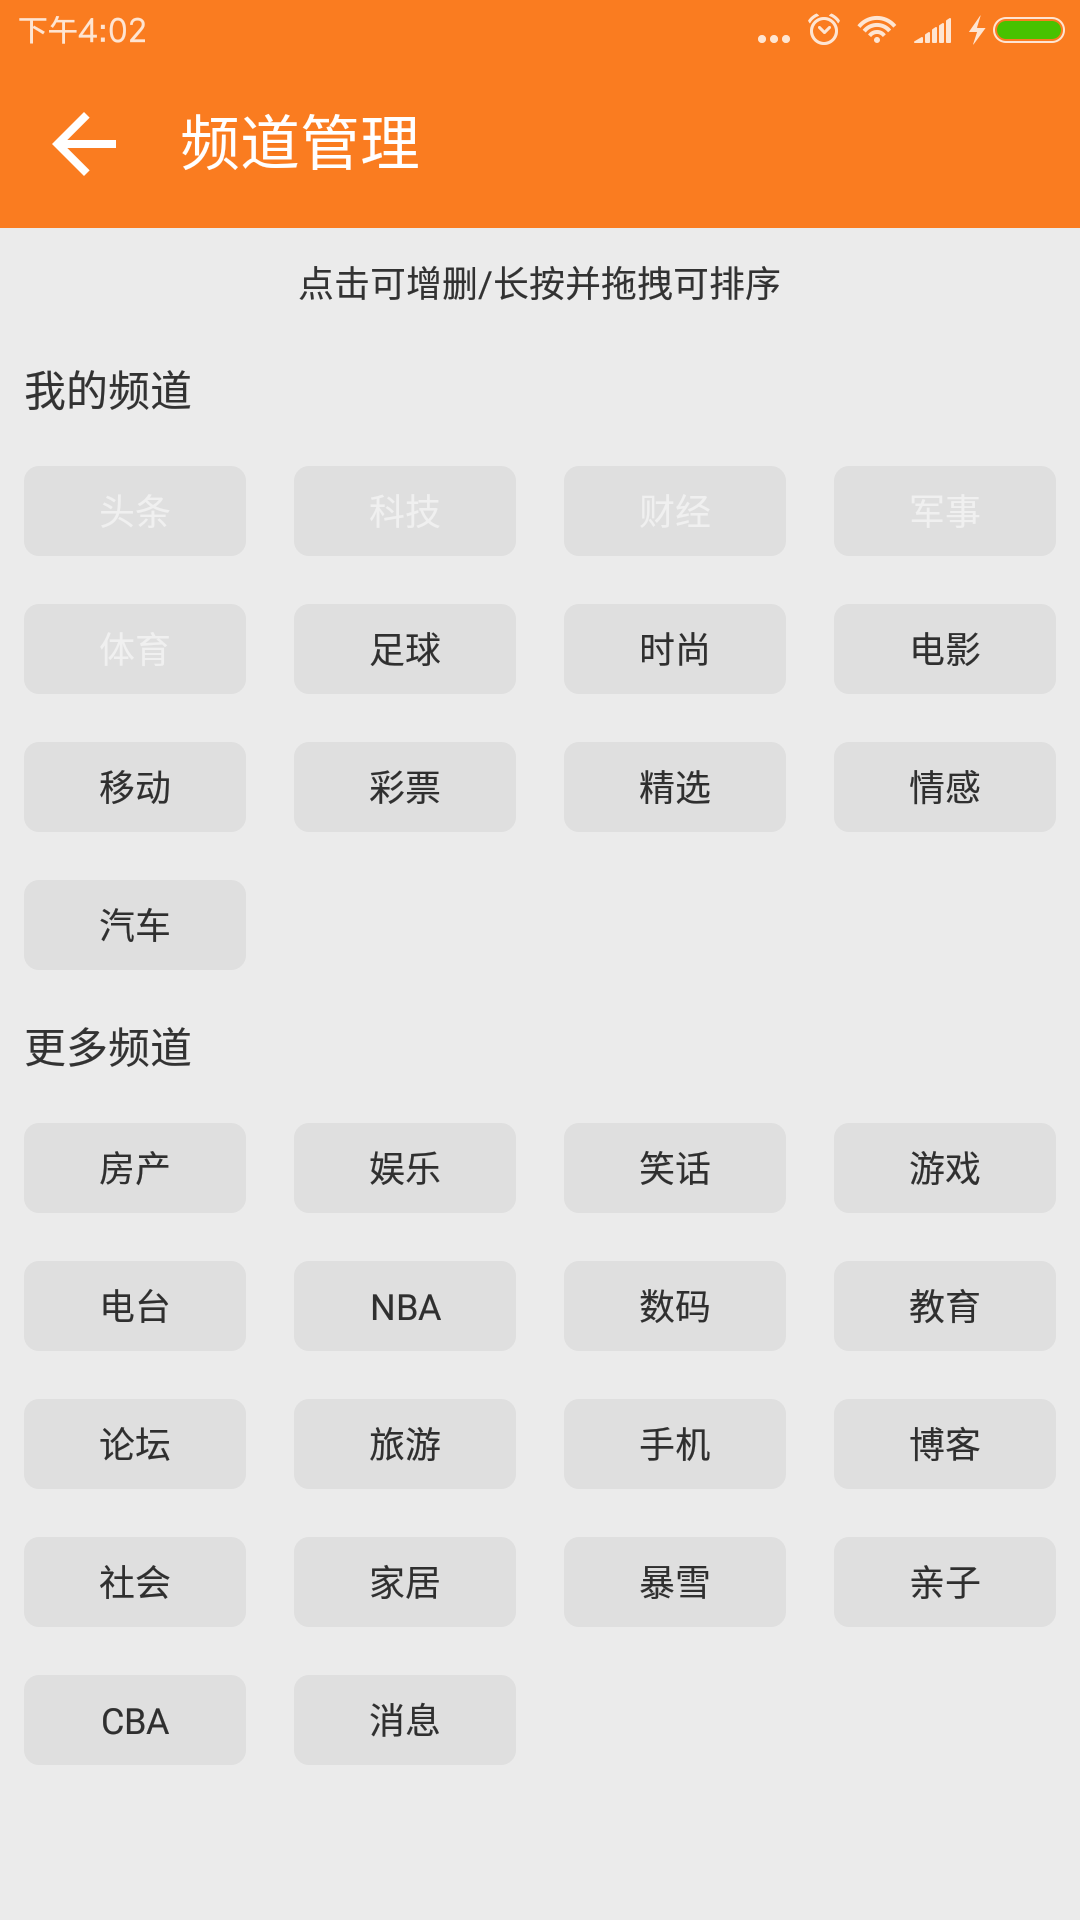 下午4:02
频道管理
点击可增删/长按并拖拽可排序
我的频道
头条 科技 财经 军事
体育 足球 时尚 电影
移动 彩票 精选 情感
汽车
更多频道
房产 娱乐 笑话 游戏
电台 NBA 数码 教育
论坛 旅游 手机 博客
社会 家居 暴雪 亲子
CBA 消息